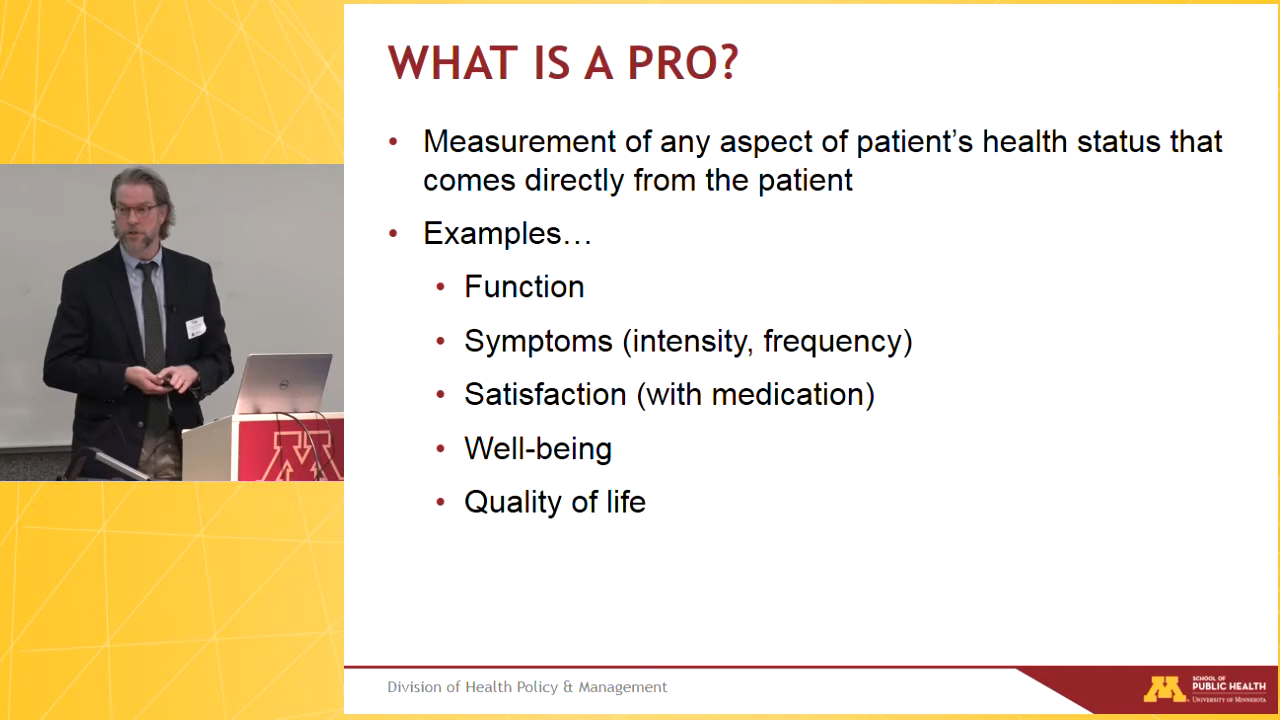 WHAT IS A PRO?
• Measurement of any aspect of patient’s health status that
comes directly from the patient
• Examples…
• Function
• Symptoms (intensity, frequency)
• Satisfaction (with medication)
• Well-being
• Quality of life
Division of Health Policy & Management
SCHOOL OF
PUBLIC HEALTH
UNIVERSITY OF MINNESOTA